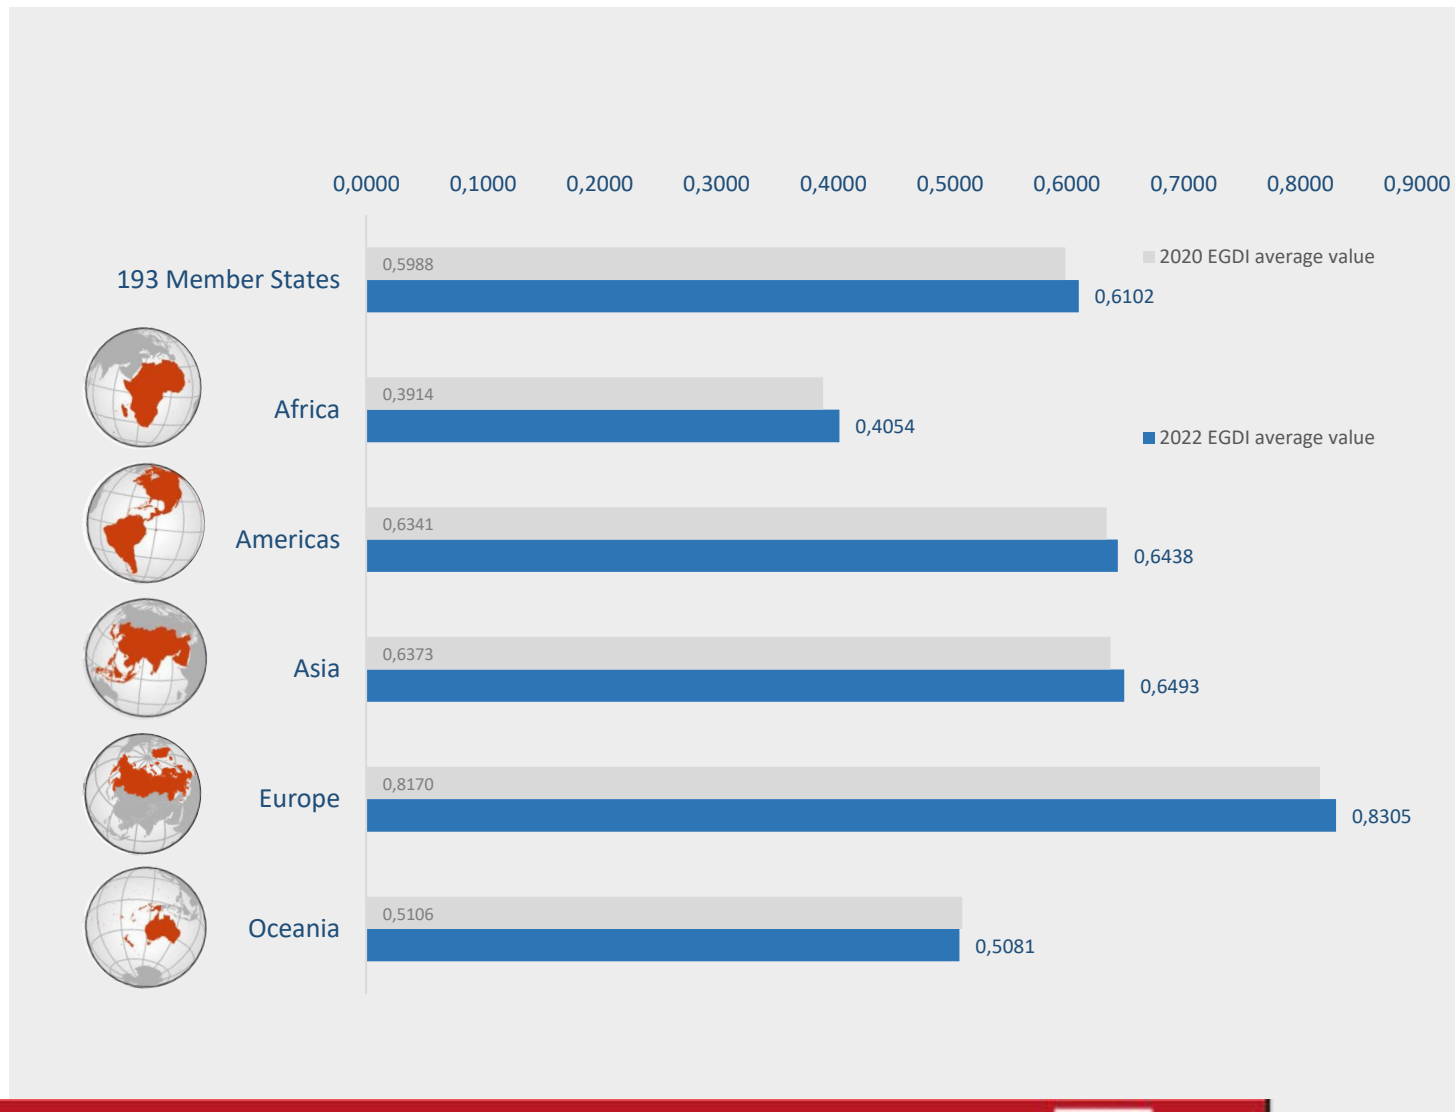 0,0000 0,1000 0,2000 0,3000 0,4000 0,5000 0,6000 0,7000 0,8000 0,9000
0,5988
2020 EGDI average value
193 Member States
0,6102
0,3914
Africa
0,4054
2022 EGDI average value
0,6341
Americas
0,6438
0,6373
Asia
0,6493
0,8170
Europe
0,8305
0,5106
Oceania
0,5081